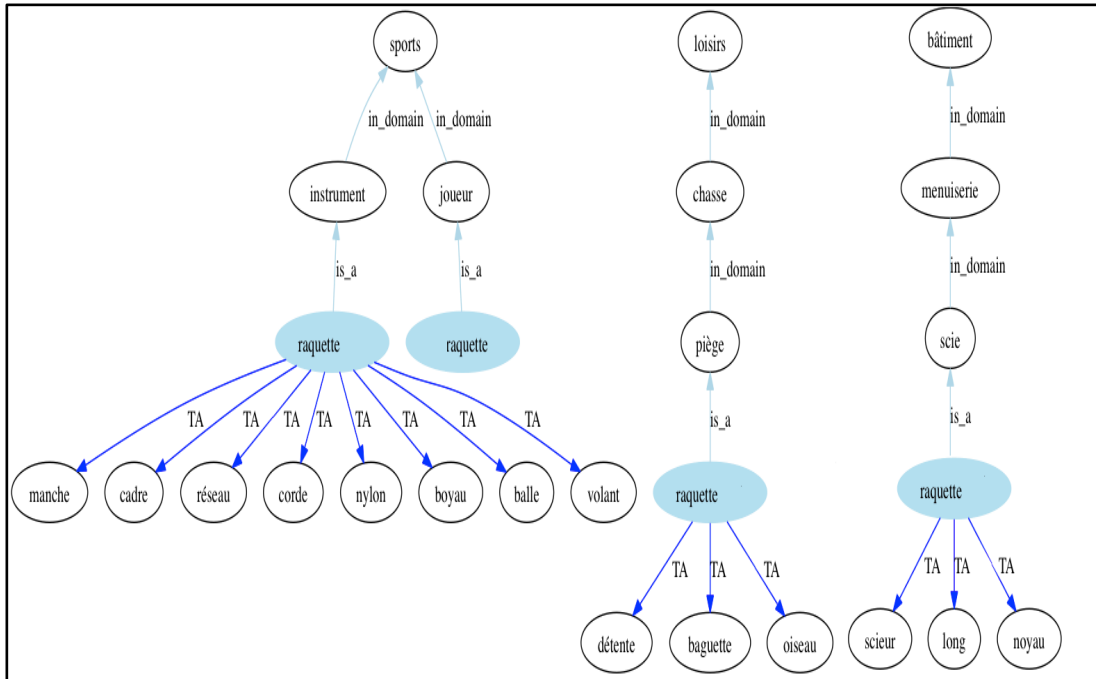 sports loisirs bâtiment
in_domain in_domain in_domain in_domain
instrument joueur chasse menuiserie
is_a is_a in_domain in_domain
raquette raquette piège scie
TA TA TA TA TA TA TA TA is_a is_a
manche cadre réseau corde nylon boyau balle volant raquette raquette
TA TA TA TA TA TA
détente baguette oiseau scieur long noyau